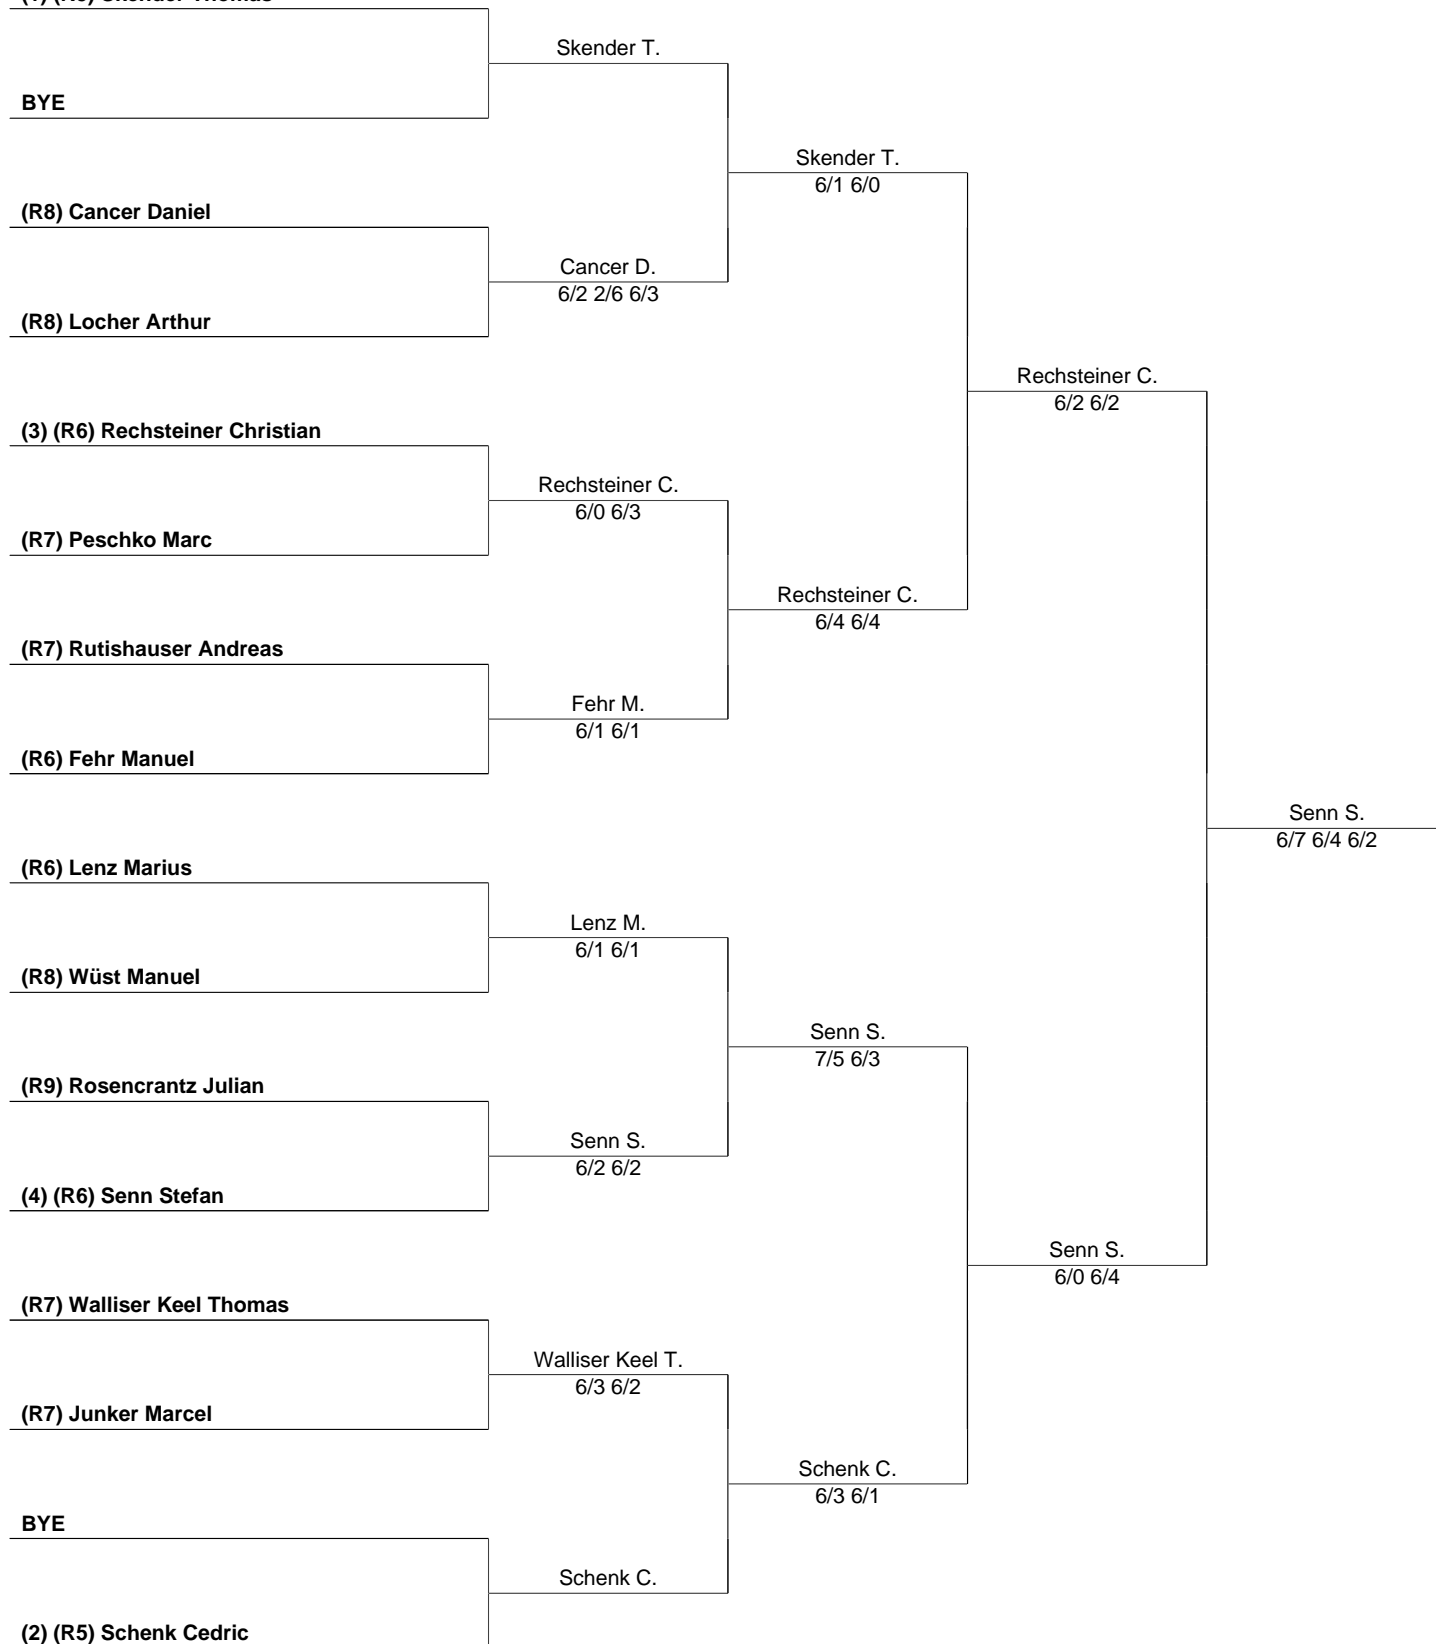 Skender T.
BYE
Skender T.
6/1 6/0
(R8) Cancer Daniel
Cancer D.
6/2 2/6 6/3
(R8) Locher Arthur
Rechsteiner C.
6/2 6/2
(3) (R6) Rechsteiner Christian
Rechsteiner C.
6/0 6/3
(R7) Peschko Marc
Rechsteiner C.
6/4 6/4
(R7) Rutishauser Andreas
Fehr M.
6/1 6/1
(R6) Fehr Manuel
Senn S.
6/7 6/4 6/2
(R6) Lenz Marius
Lenz M.
6/1 6/1
(R8) Wüst Manuel
Senn S.
7/5 6/3
(R9) Rosencrantz Julian
Senn S.
6/2 6/2
(4) (R6) Senn Stefan
Senn S.
6/0 6/4
(R7) Walliser Keel Thomas
Walliser Keel T.
6/3 6/2
(R7) Junker Marcel
Schenk C.
6/3 6/1
BYE
Schenk C.
(2) (R5) Schenk Cedric